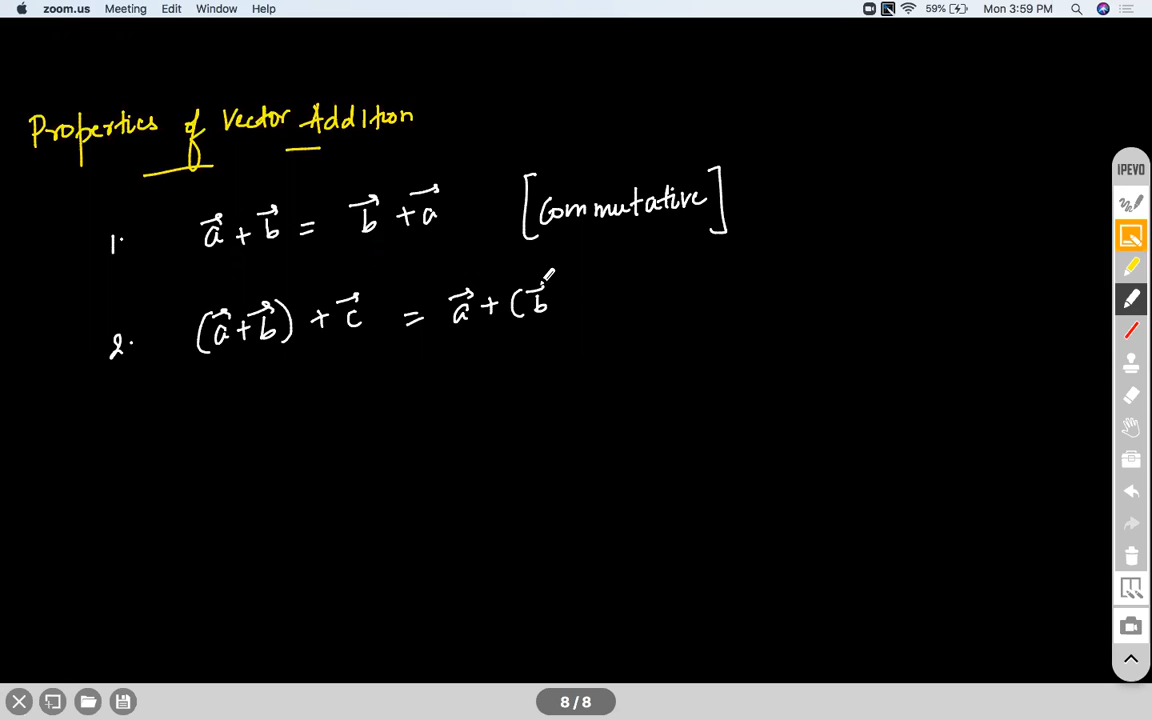 zoom.us Meeting Edit Window Help 59% Mon 3:59 PM
Properties of Vector Addition
1. a⃗ + b⃗ = b⃗ + a⃗ [Commutative]
2. (a⃗ + b⃗) + c⃗ = a⃗ + (b⃗
IPEVO
8 / 8